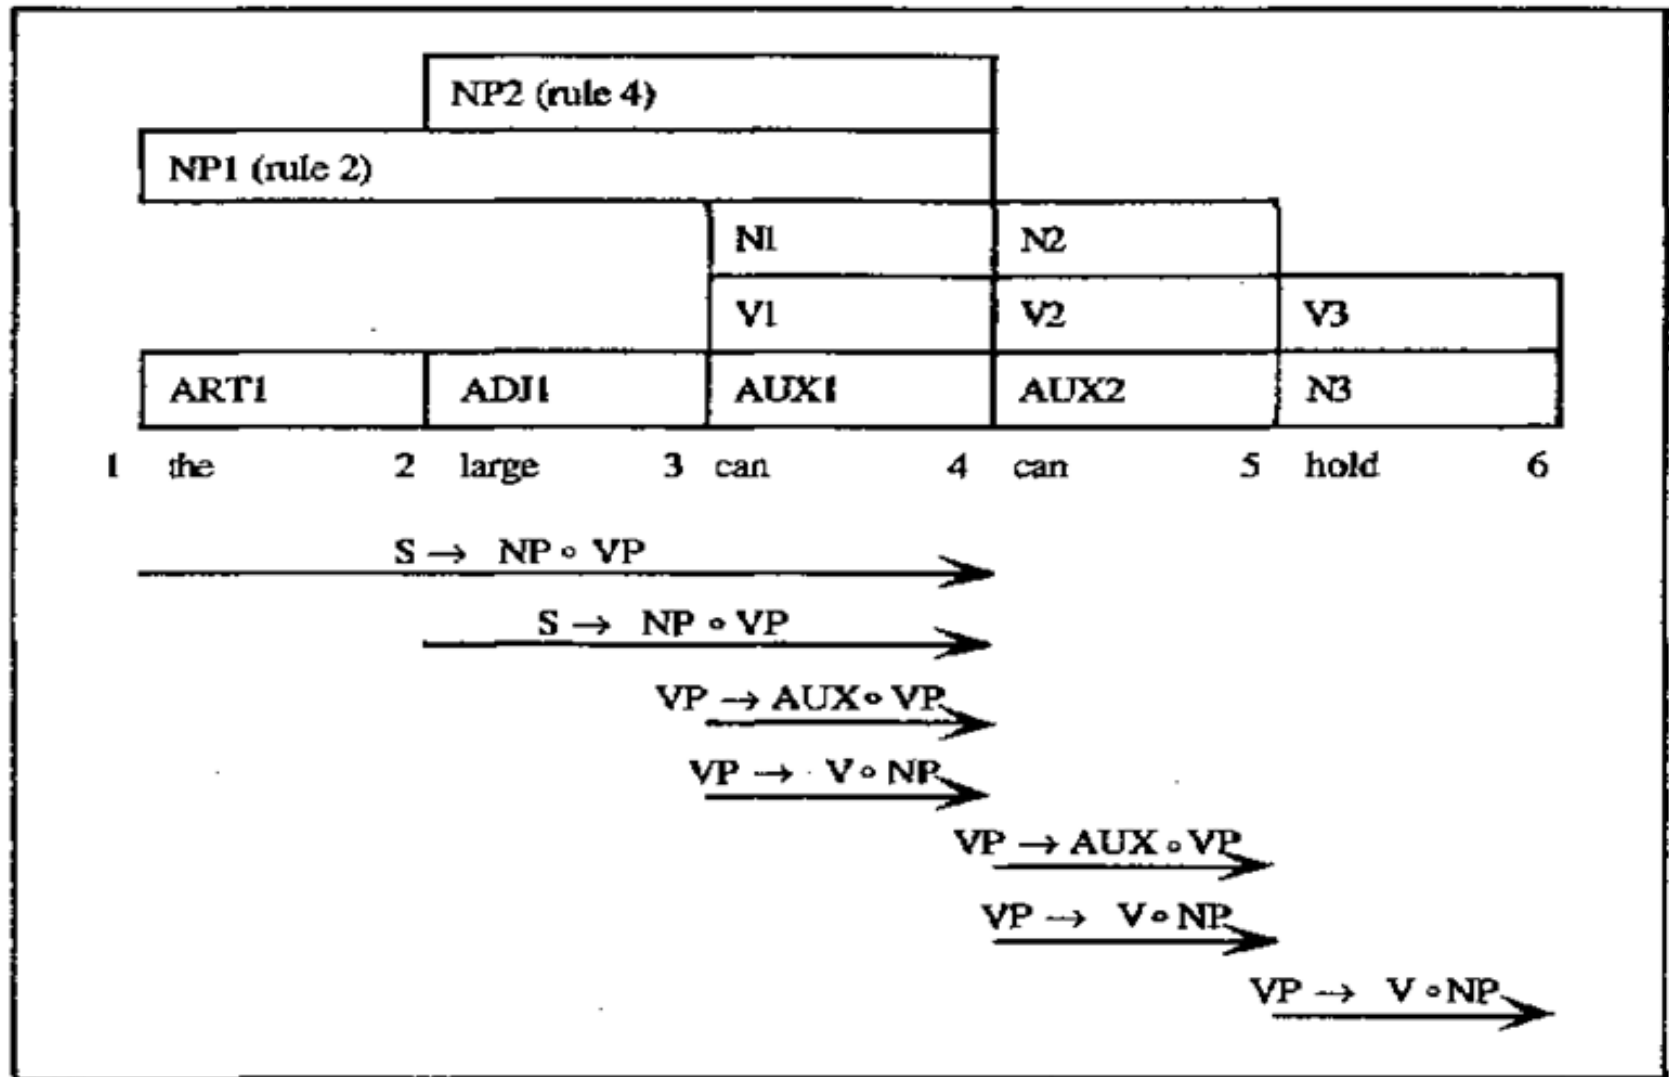 NP2 (rule 4)
NP1 (rule 2)
N1 N2
V1 V2 V3
ART1 ADJ1 AUX1 AUX2 N3
1 the 2 large 3 can 4 can 5 hold 6
S → NP ∘ VP
S → NP ∘ VP
VP → AUX ∘ VP
VP → V ∘ NP
VP → AUX ∘ VP
VP → V ∘ NP
VP → V ∘ NP